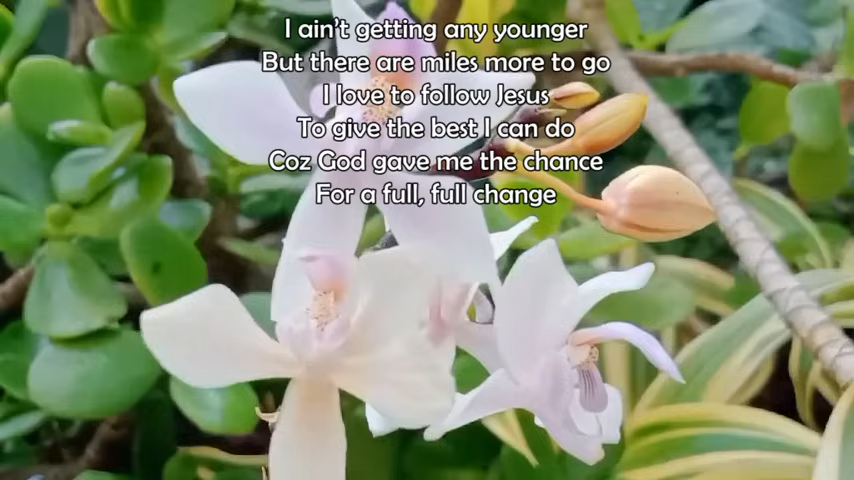 I ain't getting any younger
But there are miles more to go
I love to follow Jesus
To give the best I can do
Coz God gave me the chance
For a full, full change